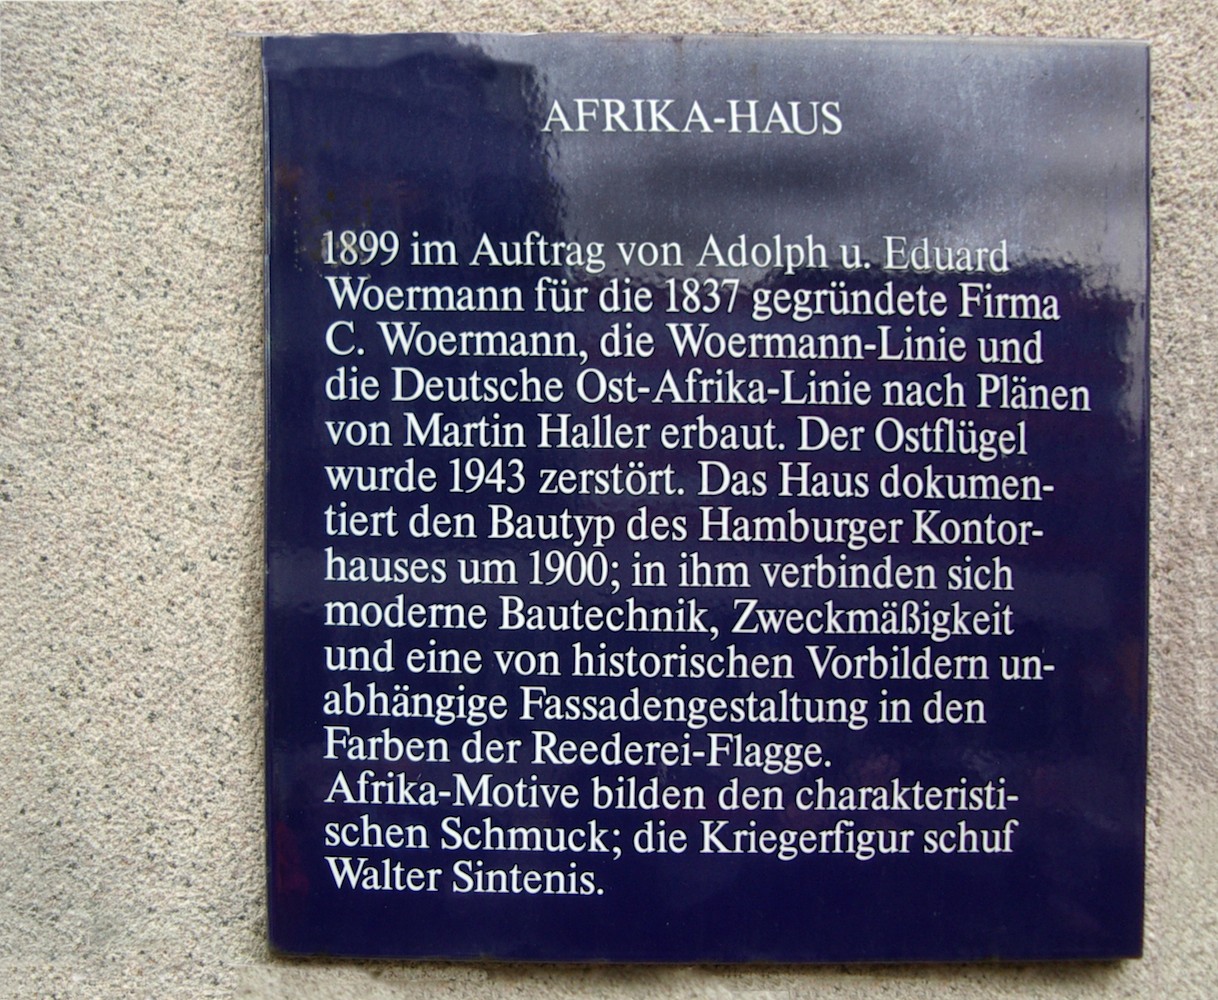 AFRIKA-HAUS
1899 im Auftrag von Adolph u. Eduard
Woermann für die 1837 gegründete Firma
C. Woermann, die Woermann-Linie und
die Deutsche Ost-Afrika-Linie nach Plänen
von Martin Haller erbaut. Der Ostflügel
wurde 1943 zerstört. Das Haus dokumen-
tiert den Bautyp des Hamburger Kontor-
hauses um 1900; in ihm verbinden sich
moderne Bautechnik, Zweckmäßigkeit
und eine von historischen Vorbildern un-
abhängige Fassadengestaltung in den
Farben der Reederei-Flagge.
Afrika-Motive bilden den charakteristi-
schen Schmuck; die Kriegerfigur schuf
Walter Sintenis.